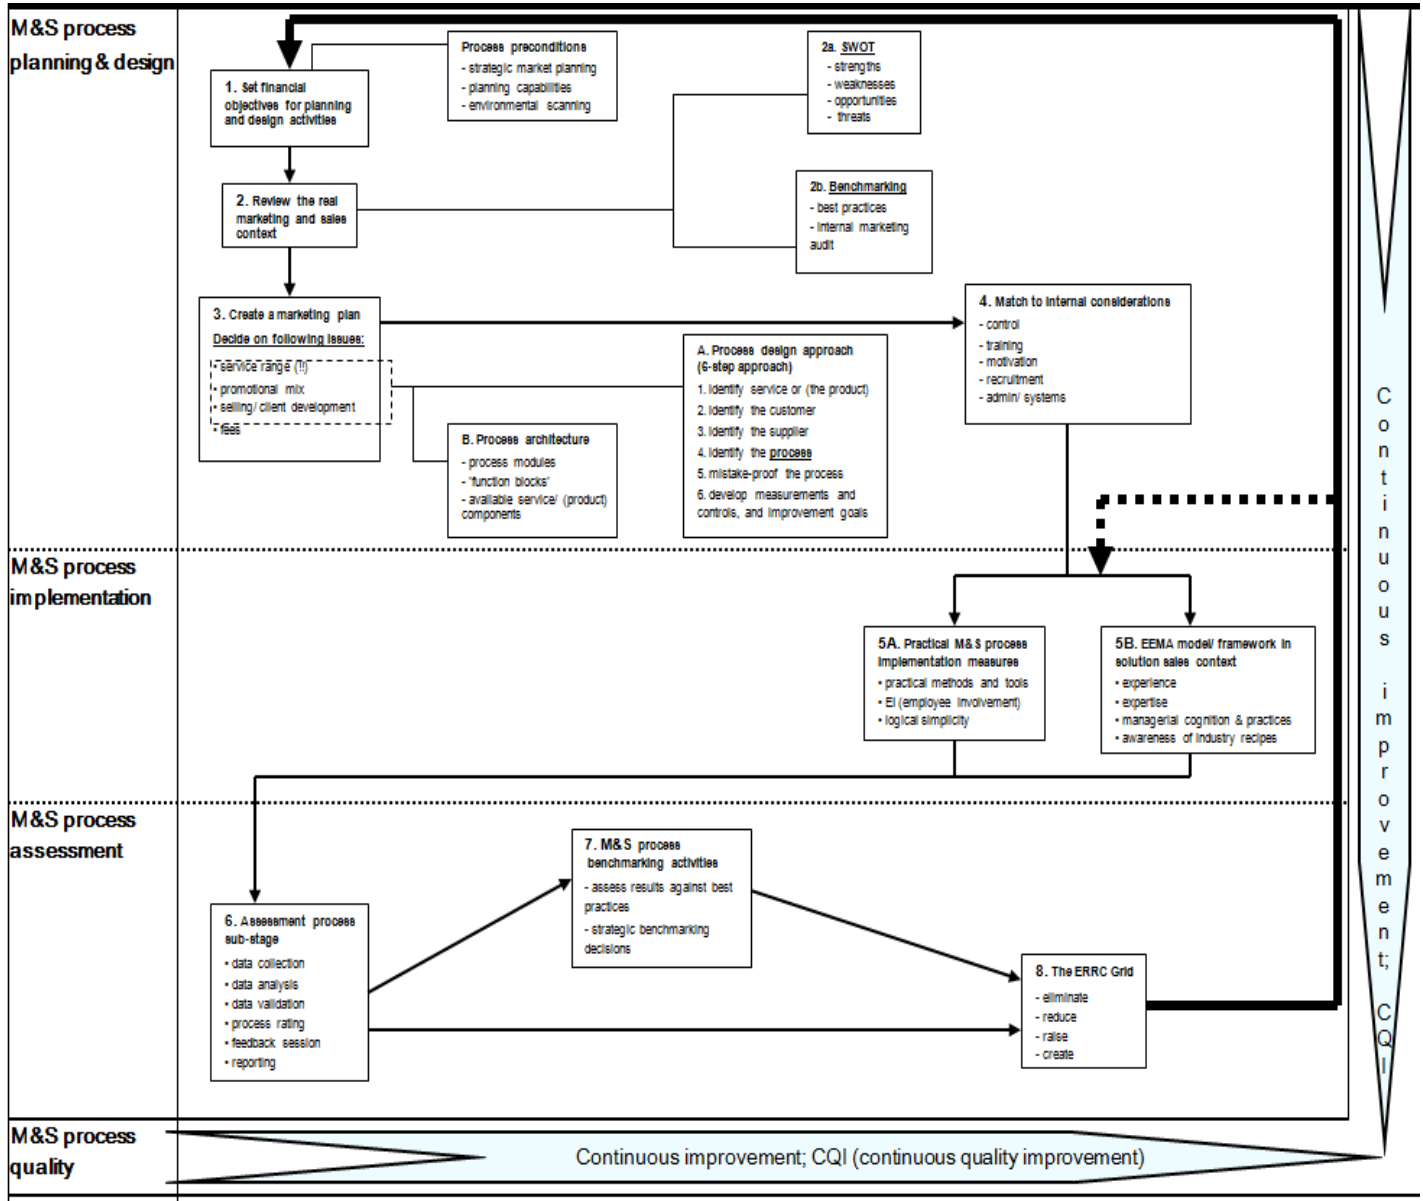 M&S process
planning & design
1. Set financial
objectives for planning
and design activities
Process preconditions
- strategic market planning
- planning capabilities
- environmental scanning
2a. SWOT
- strengths
- weaknesses
- opportunities
- threats
2. Review the real
marketing and sales
context
2b. Benchmarking
- best practices
- internal marketing
audit
3. Create a marketing plan
Decide on following issues:
• service range (!!)
• promotional mix
• selling/ client development
• fees
A. Process design approach
(6-step approach)
1. identify service or (the product)
2. identify the customer
3. identify the supplier
4. identify the process
5. mistake-proof the process
6. develop measurements and
controls, and improvement goals
B. Process architecture
- process modules
- "function blocks"
- available service/ (product)
components
4. Match to internal considerations
- control
- training
- motivation
- recruitment
- admin/ systems
M&S process
implementation
5A. Practical M&S process
implementation measures
• practical methods and tools
• EI (employee involvement)
• logical simplicity
5B. EEMA model/ framework in
solution sales context
• experience
• expertise
• managerial cognition & practices
• awareness of industry recipes
M&S process
assessment
6. Assessment process
sub-stage
• data collection
• data analysis
• data validation
• process rating
• feedback session
• reporting
7. M&S process
benchmarking activities
- assess results against best
practices
- strategic benchmarking
decisions
8. The ERRC Grid
- eliminate
- reduce
- raise
- create
M&S process
quality
Continuous improvement; CQI (continuous quality improvement)
Continuous improvement; CQI